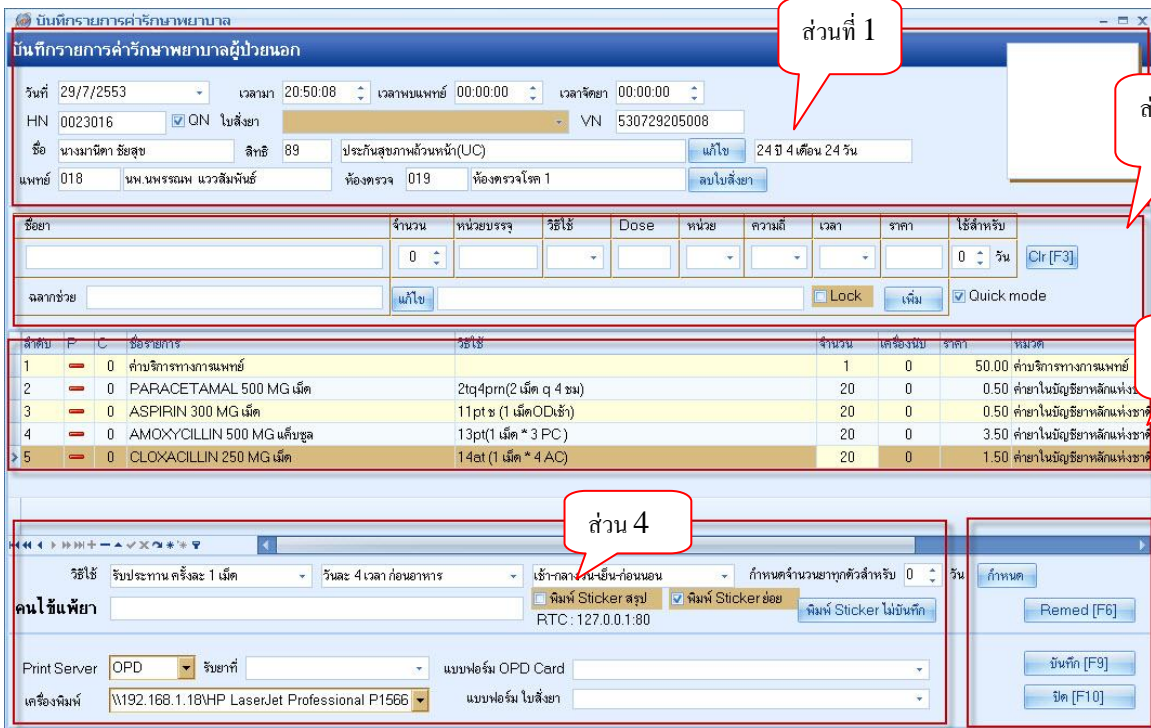 บันทึกรายการค่ารักษาพยาบาล
ส่วนที่ 1
บันทึกรายการค่ารักษาพยาบาลผู้ป่วยนอก
ส่
วันที่ 29/7/2553 เวลามา 20:50:08 เวลาพบแพทย์ 00:00:00 เวลาจัดยา 00:00:00
HN 0023016 QN ใบสั่งยา VN 530729205008
ชื่อ นางมานิตา ชัยสุข สิทธิ 89 ประกันสุขภาพถ้วนหน้า(UC) แก้ไข 24 ปี 4 เดือน 24 วัน
แพทย์ 018 นพ.นพรรณพ แววสัมพันธ์ ห้องตรวจ 019 ห้องตรวจโรค 1 ลบใบสั่งยา
ชื่อยา จำนวน หน่วยบรรจุ วิธีใช้ Dose หน่วย ความถี่ เวลา ราคา ใช้สำหรับ
0 0 วัน Clr [F3]
ฉลากช่วย แก้ไข Lock เพิ่ม Quick mode
ลำดับ P C ชื่อรายการ วิธีใช้ จำนวน เครื่องนับ ราคา หมวด
1 0 ค่าบริการทางการแพทย์ 1 0 50.00 ค่าบริการทางการแพทย์
2 0 PARACETAMAL 500 MG เม็ด 2tq4prn(2 เม็ด q 4 ชม) 20 0 0.50 ค่ายาในบัญชียาหลักแห่งช
3 0 ASPIRIN 300 MG เม็ด 11pt ช (1 เม็ดODเช้า) 20 0 0.50 ค่ายาในบัญชียาหลักแห่งชาติ
4 0 AMOXYCILLIN 500 MG แค็บซูล 13pt(1 เม็ด * 3 PC ) 20 0 3.50 ค่ายาในบัญชียาหลักแห่งชาติ
5 0 CLOXACILLIN 250 MG เม็ด 14at (1 เม็ด * 4 AC) 20 0 1.50 ค่ายาในบัญชียาหลักแห่งชาติ
ส่วน 4
วิธีใช้ รับประทาน ครั้งละ 1 เม็ด วันละ 4 เวลา ก่อนอาหาร เช้า-กลางวัน-เย็น-ก่อนนอน กำหนดจำนวนยาทุกตัวสำหรับ 0 วัน กำหนด
คนไข้แพ้ยา พิมพ์ Sticker สรุป พิมพ์ Sticker ย่อย พิมพ์ Sticker ไม่บันทึก Remed [F6]
RTC : 127.0.0.1:80
Print Server OPD รับยาที่ แบบฟอร์ม OPD Card บันทึก [F9]
เครื่องพิมพ์ \\192.168.1.18\HP LaserJet Professional P1566 แบบฟอร์ม ใบสั่งยา ปิด [F10]